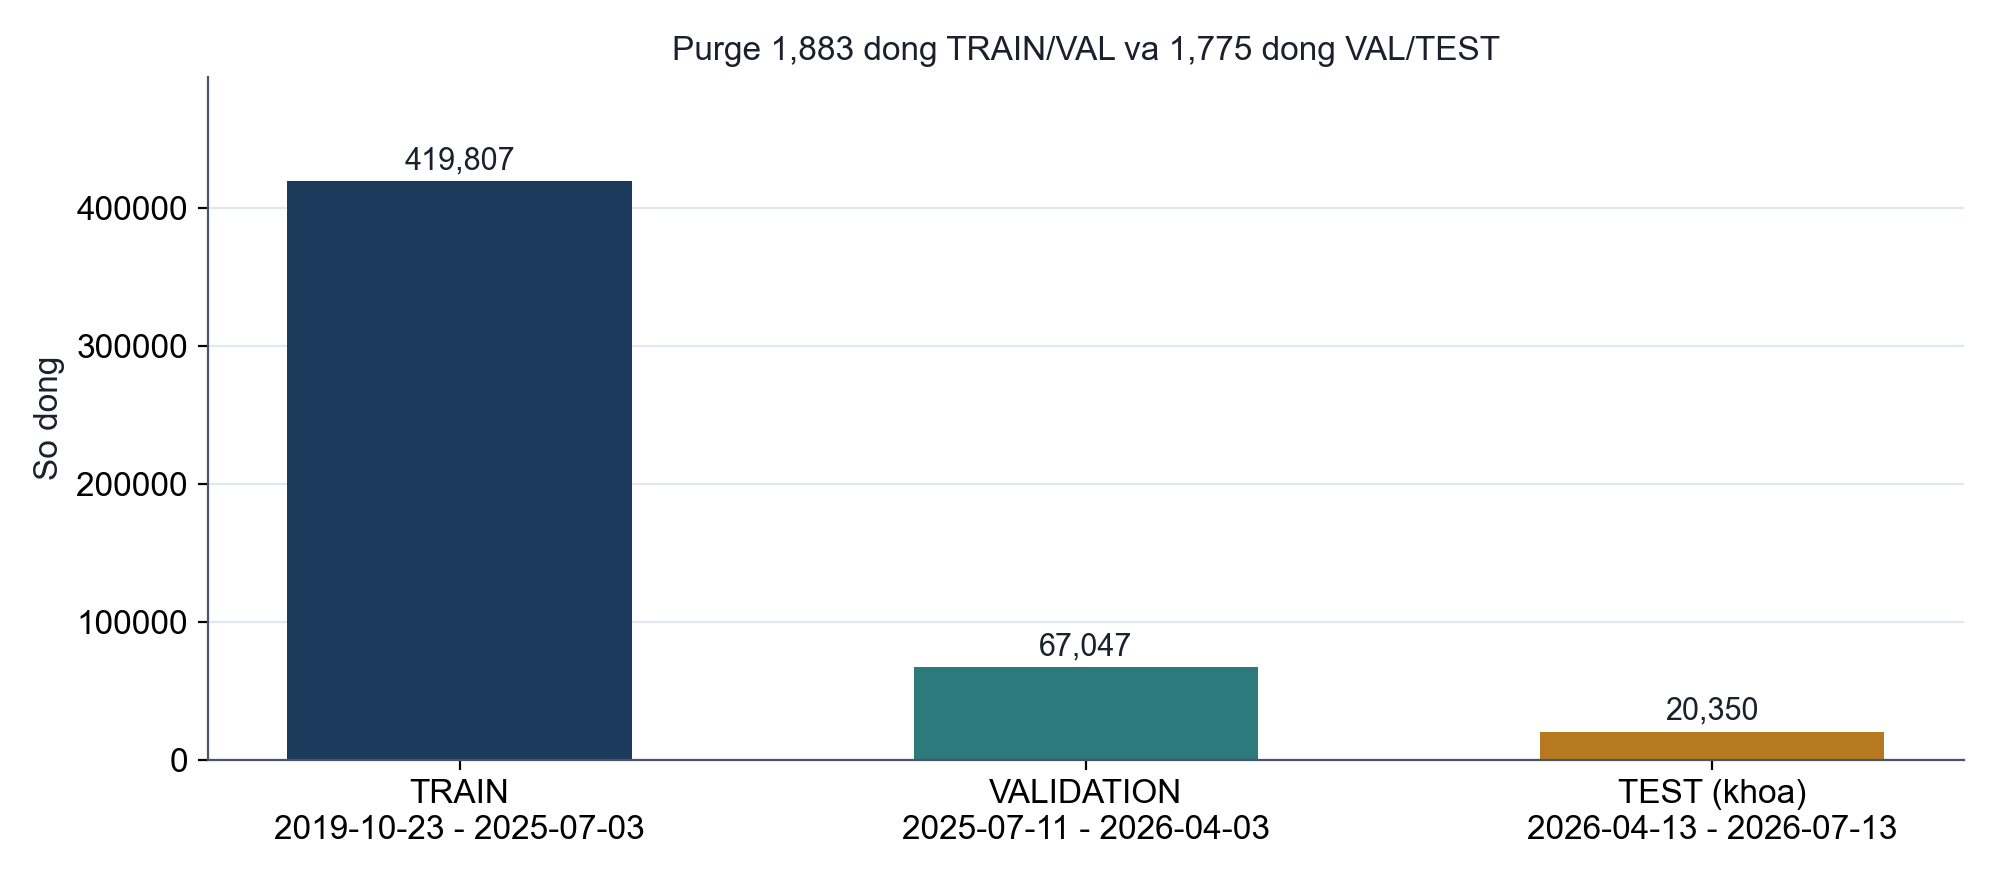 Purge 1,883 dong TRAIN/VAL va 1,775 dong VAL/TEST
So dong
400000
300000
200000
100000
0
419,807
67,047
20,350
TRAIN
2019-10-23 - 2025-07-03
VALIDATION
2025-07-11 - 2026-04-03
TEST (khoa)
2026-04-13 - 2026-07-13